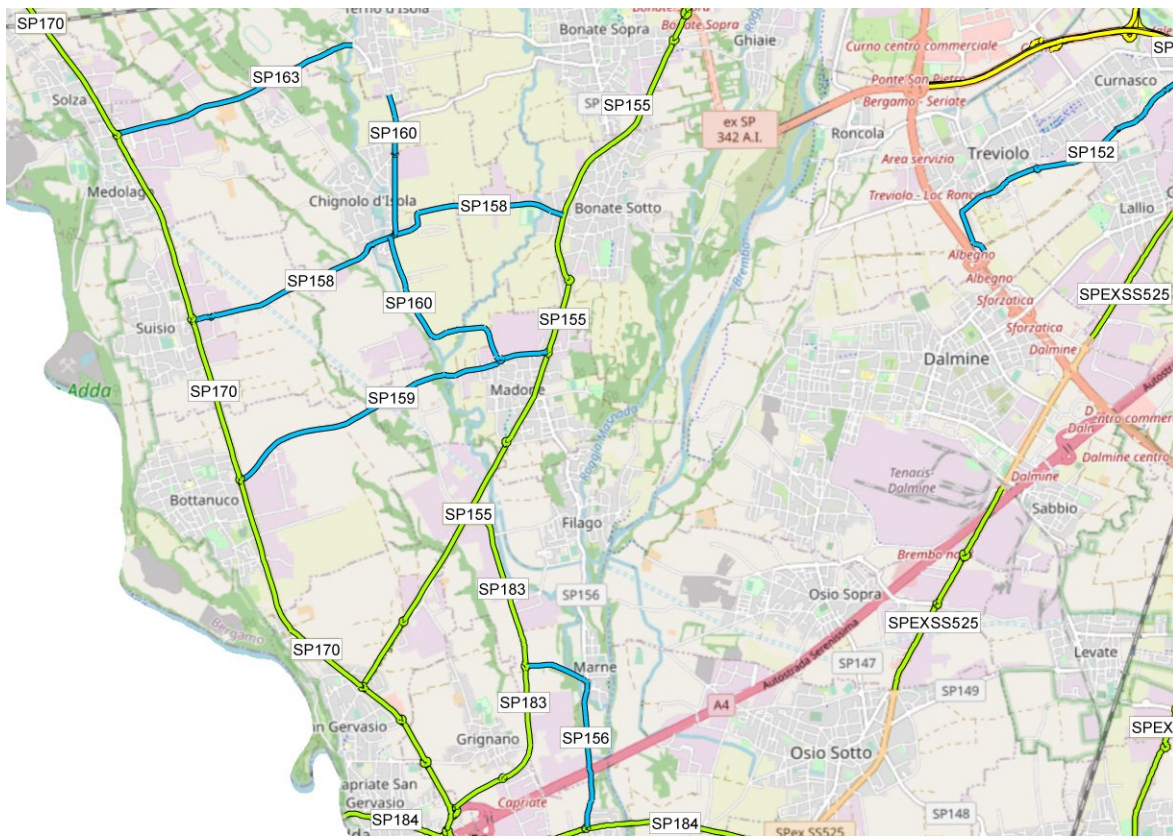 SP170
Terno d'Isola
Bonate Sopra
Bonate Sopra
Ghiaie
Curno centro commerciale
Solza
SP163
SP155
Ponte San Pietro
Bergamo - Seriate
Curnasco
SP160
ex SP
342 A.I.
Roncola
Area servizio
Treviolo
SP152
Medolago
Chignolo d'Isola
SP158
Bonate Sotto
Treviolo - Loc Roncola
Lallio
Brembo
Albegno
Albegno
SP158
SP160
Sforzatica
SPEXSS525
Suisio
SP155
Sforzatica
Dalmine
Dalmine
Adda
SP170
SP159
Madone
Roggia Masnada
Autostrada
Centro commerciale
Dalmine centro
Tenaris-
Dalmine
Dalmine
Bottanuco
SP155
Filago
Sabbio
Brembo
SP183
SP156
Osio Sopra
SPEXSS525
Bergamo
SP170
Autostrada Serenissima
Levate
Marne
SP147
SP149
SP183
A4
San Gervasio
Grignano
SP156
Osio Sotto
SPEX
Capriate San
Gervasio
Capriate
SP184
SP184
SPex SS525
SP148